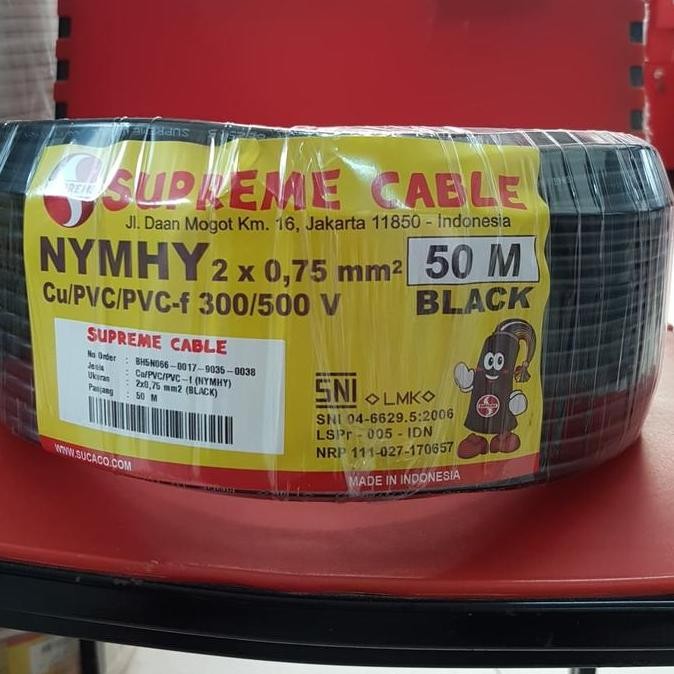 SUPREME
SUPREME CABLE
Jl. Daan Mogot Km. 16, Jakarta 11850 - Indonesia
NYMHY 2 x 0,75 mm² 50 M
Cu/PVC/PVC-f 300/500 V BLACK
SUPREME CABLE
No Order : BH5N066-0017-9035-0038
Jenis : Cu/PVC/PVC-f (NYMHY)
Ukuran : 2x0,75 mm2 (BLACK)
Panjang : 50 M
SNI ◇LMK◇
SNI 04-6629.5:2006
LSPr - 005 - IDN
NRP 111-027-170657
WWW.SUCACO.COM
MADE IN INDONESIA